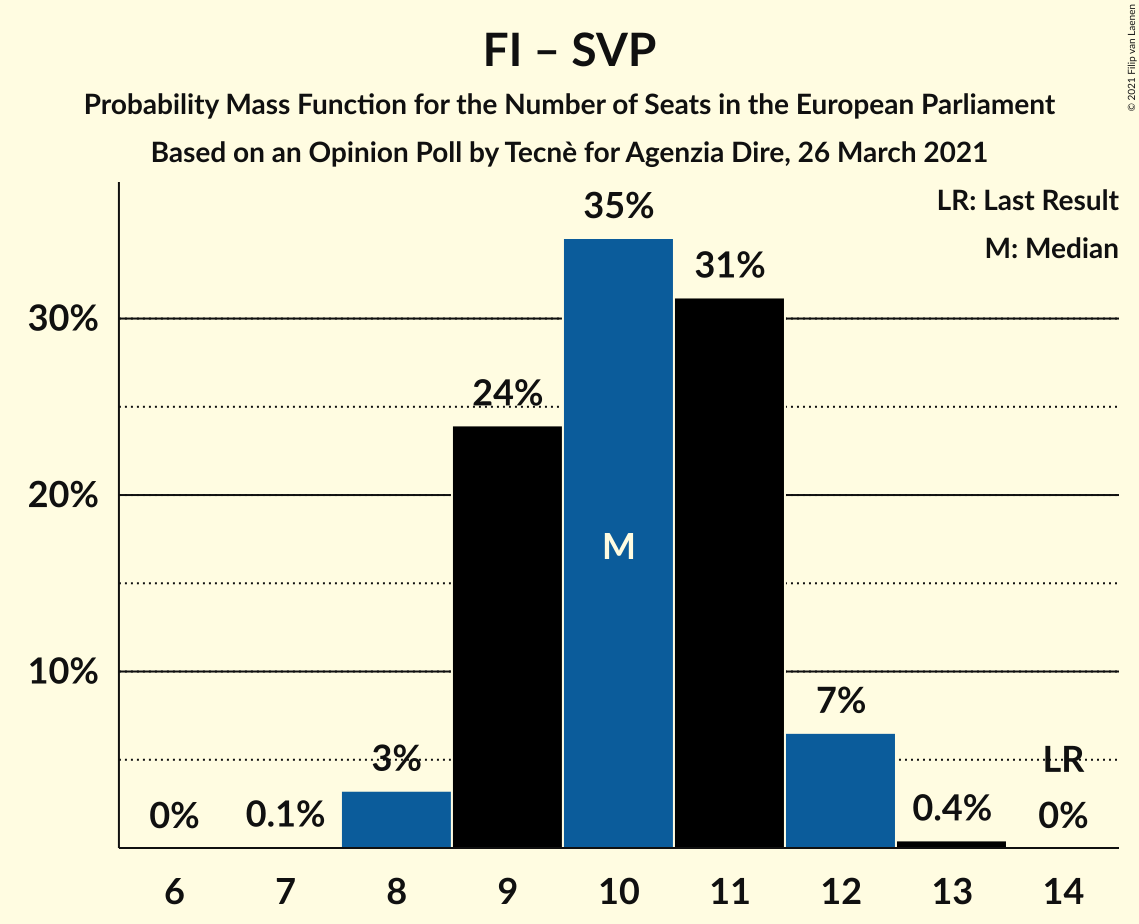 FI – SVP
Probability Mass Function for the Number of Seats in the European Parliament
Based on an Opinion Poll by Tecnè for Agenzia Dire, 26 March 2021
© 2021 Filip van Laenen
LR: Last Result
M: Median
35%
31%
30%
24%
20%
M
10%
7%
3%
LR
0%
0.1%
0.4%
0%
6 7 8 9 10 11 12 13 14